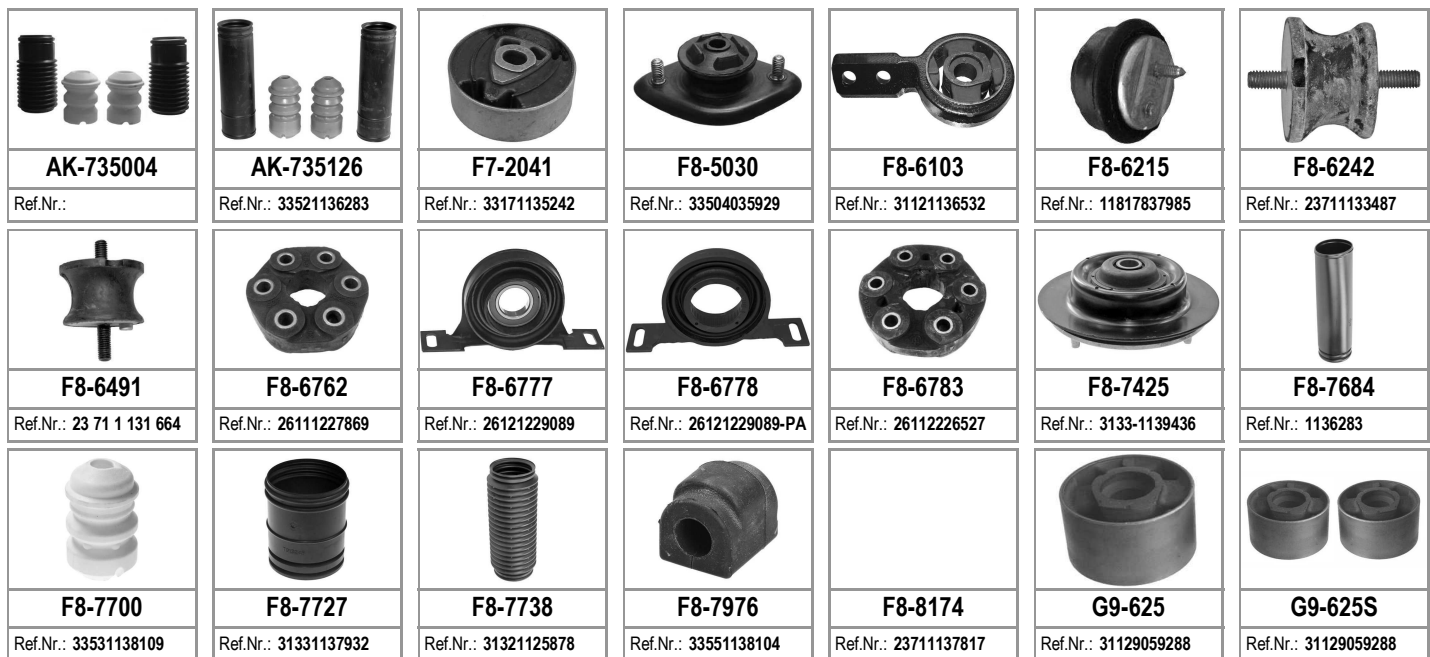 AK-735004
Ref.Nr.:
AK-735126
Ref.Nr.: 33521136283
F7-2041
Ref.Nr.: 33171135242
F8-5030
Ref.Nr.: 33504035929
F8-6103
Ref.Nr.: 31121136532
F8-6215
Ref.Nr.: 11817837985
F8-6242
Ref.Nr.: 23711133487
F8-6491
Ref.Nr.: 23 71 1 131 664
F8-6762
Ref.Nr.: 26111227869
F8-6777
Ref.Nr.: 26121229089
F8-6778
Ref.Nr.: 26121229089-PA
F8-6783
Ref.Nr.: 26112226527
F8-7425
Ref.Nr.: 3133-1139436
F8-7684
Ref.Nr.: 1136283
F8-7700
Ref.Nr.: 33531138109
F8-7727
Ref.Nr.: 31331137932
F8-7738
Ref.Nr.: 31321125878
F8-7976
Ref.Nr.: 33551138104
F8-8174
Ref.Nr.: 23711137817
G9-625
Ref.Nr.: 31129059288
G9-625S
Ref.Nr.: 31129059288